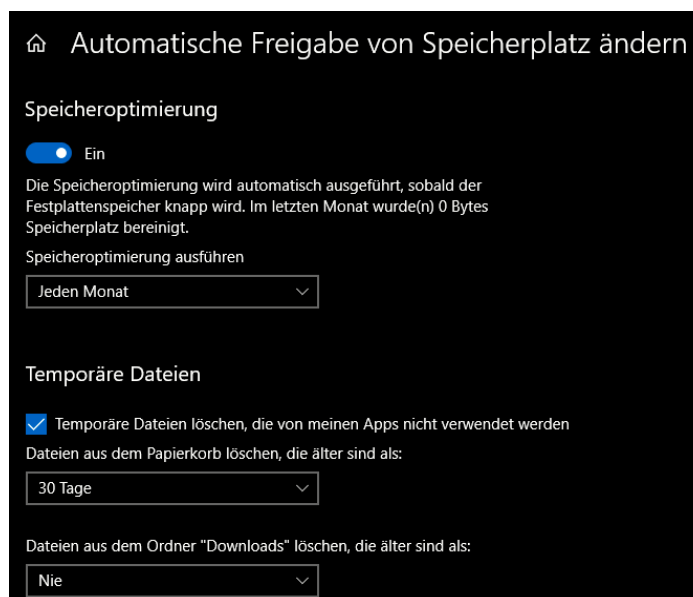 Automatische Freigabe von Speicherplatz ändern
Speicheroptimierung
Ein
Die Speicheroptimierung wird automatisch ausgeführt, sobald der
Festplattenspeicher knapp wird. Im letzten Monat wurde(n) 0 Bytes
Speicherplatz bereinigt.
Speicheroptimierung ausführen
Jeden Monat
Temporäre Dateien
Temporäre Dateien löschen, die von meinen Apps nicht verwendet werden
Dateien aus dem Papierkorb löschen, die älter sind als:
30 Tage
Dateien aus dem Ordner "Downloads" löschen, die älter sind als:
Nie